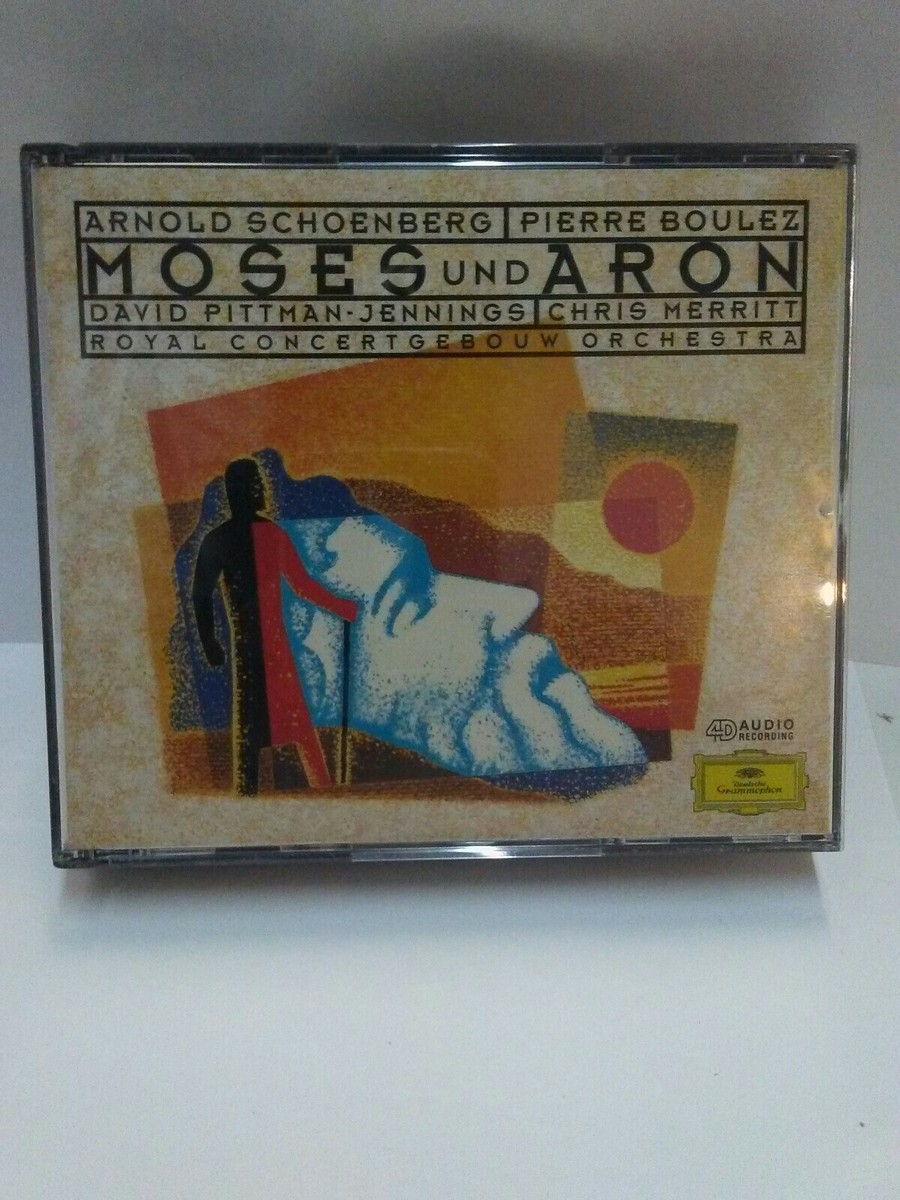 ARNOLD SCHOENBERG PIERRE BOULEZ
MOSES UND ARON
DAVID PITTMAN-JENNINGS CHRIS MERRITT
ROYAL CONCERTGEBOUW ORCHESTRA
4D AUDIO
RECORDING
Deutsche
Grammophon